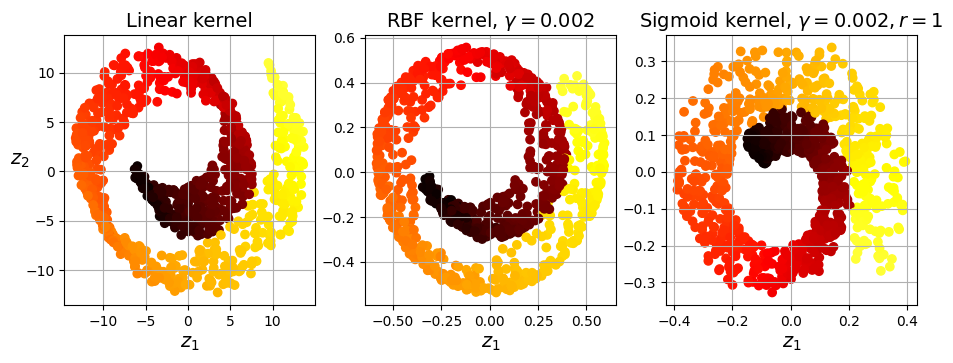 Linear kernel
RBF kernel, γ = 0.002
Sigmoid kernel, γ = 0.002, r = 1
10
5
0
−5
−10
z₂
−10 −5 0 5 10
z₁
0.6
0.4
0.2
0.0
−0.2
−0.4
−0.50 −0.25 0.00 0.25 0.50
z₁
0.3
0.2
0.1
0.0
−0.1
−0.2
−0.3
−0.4 −0.2 0.0 0.2 0.4
z₁